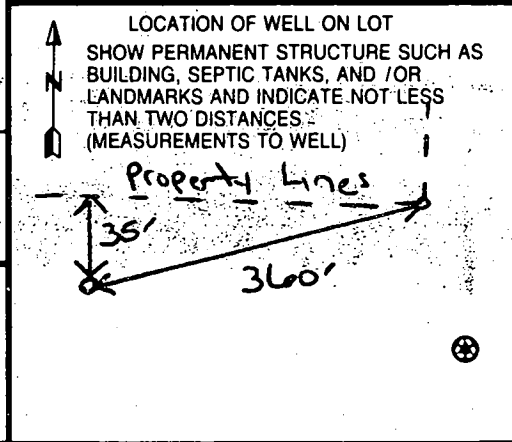 LOCATION OF WELL ON LOT
SHOW PERMANENT STRUCTURE SUCH AS
BUILDING, SEPTIC TANKS, AND /OR
LANDMARKS AND INDICATE NOT LESS
THAN TWO DISTANCES
(MEASUREMENTS TO WELL)
N
Property Lines
35'
360'